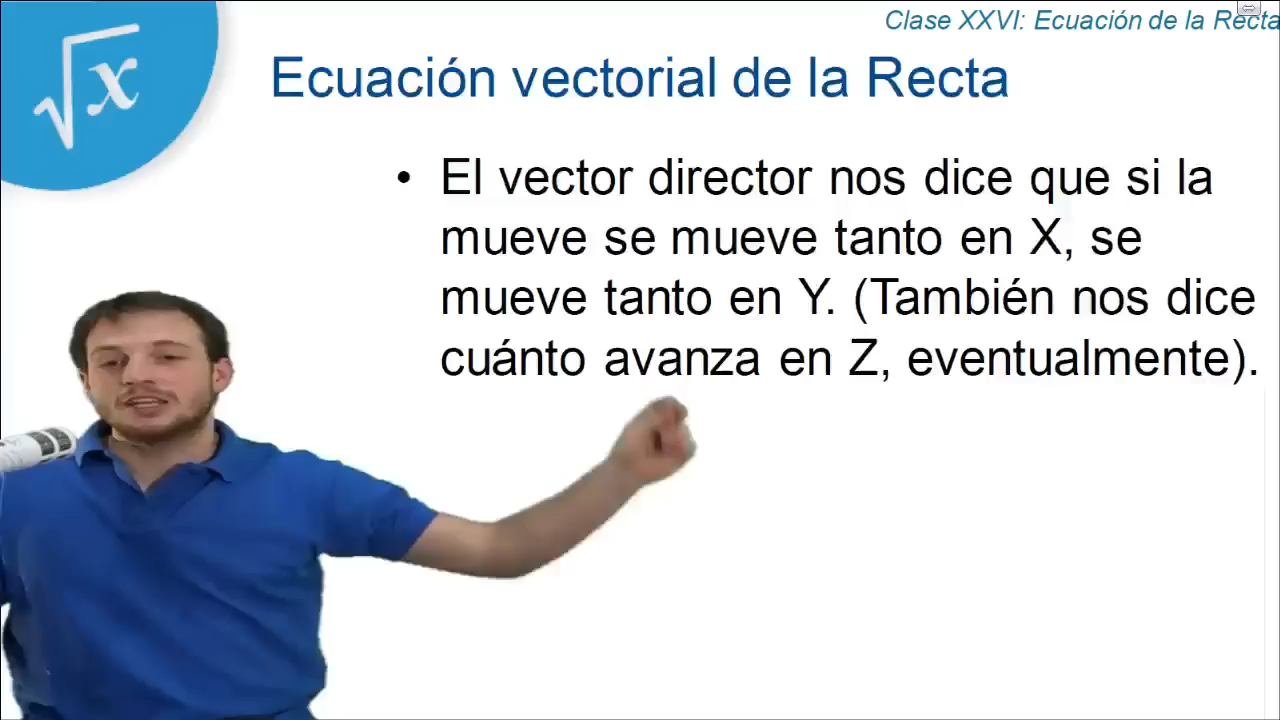 Clase XXVI: Ecuación de la Recta
√x
Ecuación vectorial de la Recta
• El vector director nos dice que si la
mueve se mueve tanto en X, se
mueve tanto en Y. (También nos dice
cuánto avanza en Z, eventualmente).